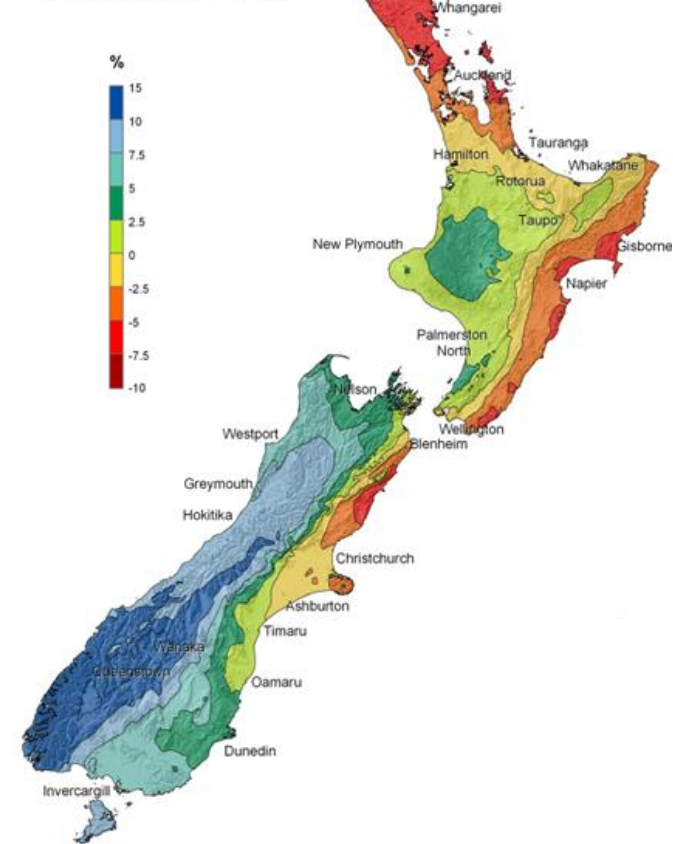 Whangarei
%
15
10
7.5
5
2.5
0
-2.5
-5
-7.5
-10
Auckland
Tauranga
Hamilton
Whakatane
Rotorua
Taupo
New Plymouth
Gisborne
Napier
Palmerston
North
Nelson
Wellington
Westport
Blenheim
Greymouth
Hokitika
Christchurch
Ashburton
Timaru
Wanaka
Queenstown
Oamaru
Dunedin
Invercargill